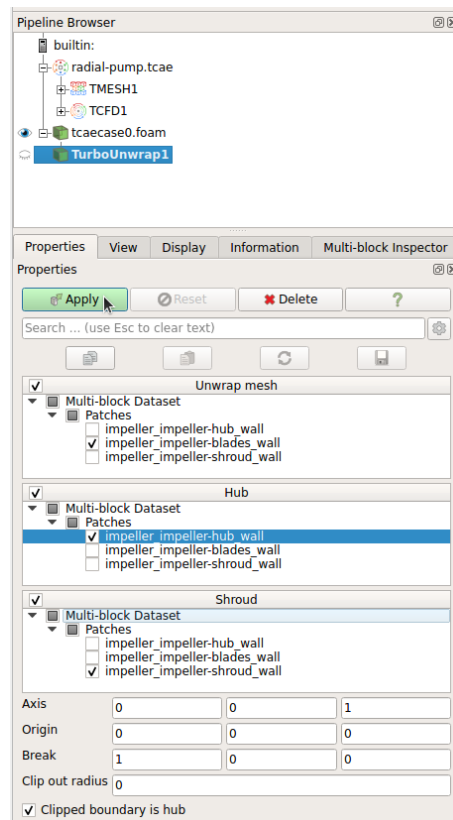 Pipeline Browser
builtin:
radial-pump.tcae
TMESH1
TCFD1
tcaecase0.foam
TurboUnwrap1
Properties View Display Information Multi-block Inspector
Properties
Apply Reset Delete ?
Search ... (use Esc to clear text)
Unwrap mesh
Multi-block Dataset
Patches
impeller_impeller-hub_wall
impeller_impeller-blades_wall
impeller_impeller-shroud_wall
Hub
Multi-block Dataset
Patches
impeller_impeller-hub_wall
impeller_impeller-blades_wall
impeller_impeller-shroud_wall
Shroud
Multi-block Dataset
Patches
impeller_impeller-hub_wall
impeller_impeller-blades_wall
impeller_impeller-shroud_wall
Axis 0 0 1
Origin 0 0 0
Break 1 0 0
Clip out radius 0
Clipped boundary is hub